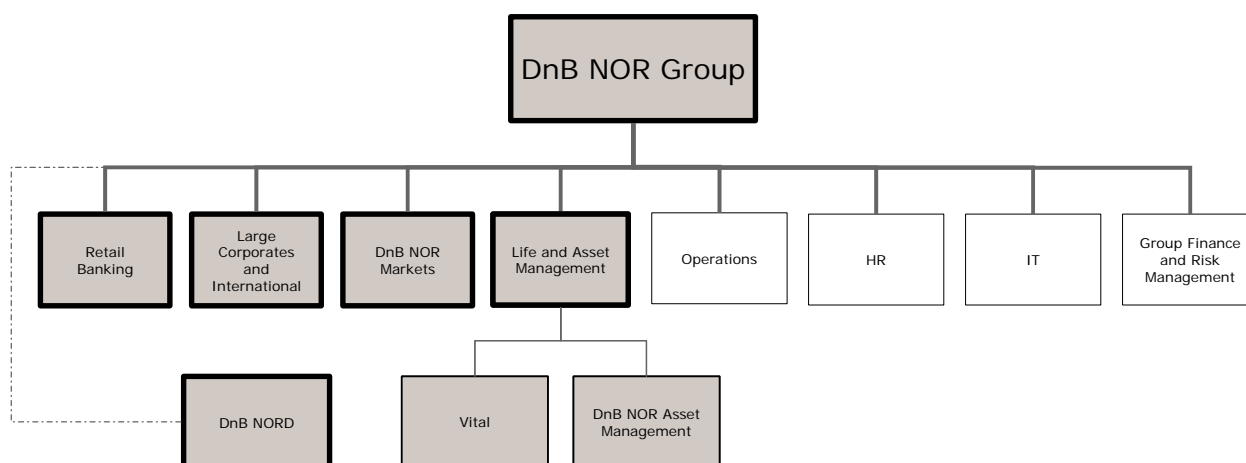 DnB NOR Group
Retail
Banking
Large
Corporates
and
International
DnB NOR
Markets
Life and Asset
Management
Operations
HR
IT
Group Finance
and Risk
Management
DnB NORD
Vital
DnB NOR Asset
Management